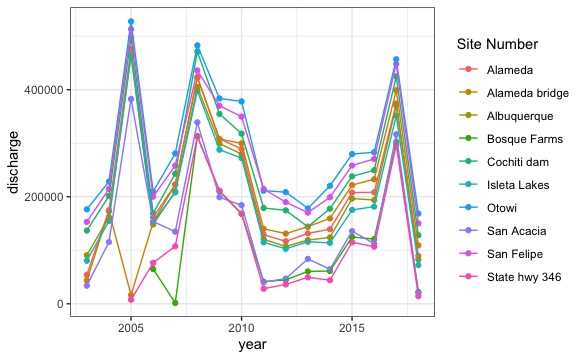 400000
200000
0
discharge
2005
2010
2015
year
Site Number
Alameda
Alameda bridge
Albuquerque
Bosque Farms
Cochiti dam
Isleta Lakes
Otowi
San Acacia
San Felipe
State hwy 346